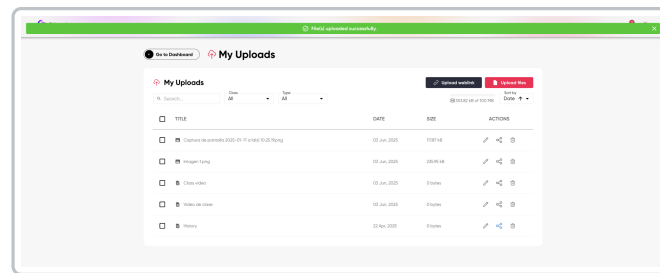 File(s) uploaded successfully
Go to Dashboard
My Uploads
My Uploads
Upload weblink
Upload files
Search...
Class
All
Type
All
of 100 MB
Sort by
Date
TITLE DATE SIZE ACTIONS
Captura de pantalla 2025-01-17 a la(s) 10.25.19.png 03 Jun, 2025
Imagen 1.png 03 Jun, 2025
Class video 03 Jun, 2025 0 bytes
Video de clase 03 Jun, 2025 0 bytes
History 22 Apr, 2025 0 bytes